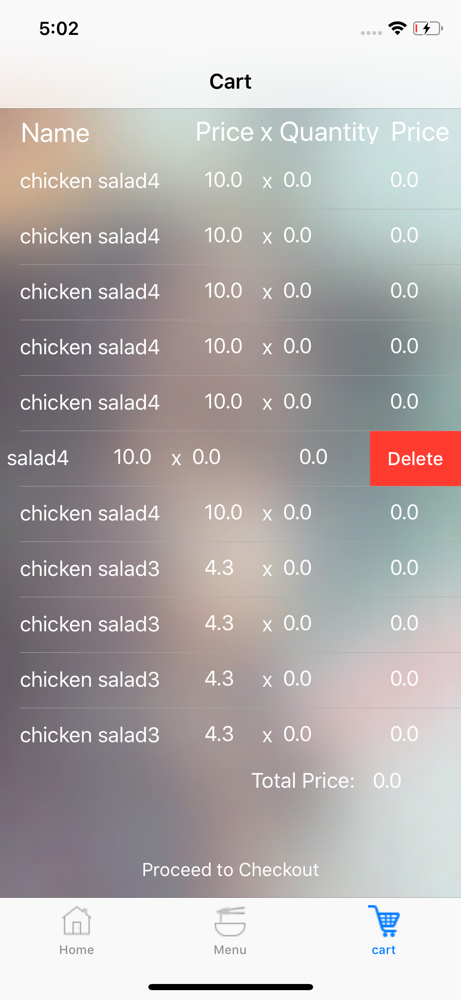 5:02
Cart
Name Price x Quantity Price
chicken salad4 10.0 x 0.0 0.0
chicken salad4 10.0 x 0.0 0.0
chicken salad4 10.0 x 0.0 0.0
chicken salad4 10.0 x 0.0 0.0
chicken salad4 10.0 x 0.0 0.0
salad4 10.0 x 0.0 0.0 Delete
chicken salad4 10.0 x 0.0 0.0
chicken salad3 4.3 x 0.0 0.0
chicken salad3 4.3 x 0.0 0.0
chicken salad3 4.3 x 0.0 0.0
chicken salad3 4.3 x 0.0 0.0
Total Price: 0.0
Proceed to Checkout
Home Menu cart